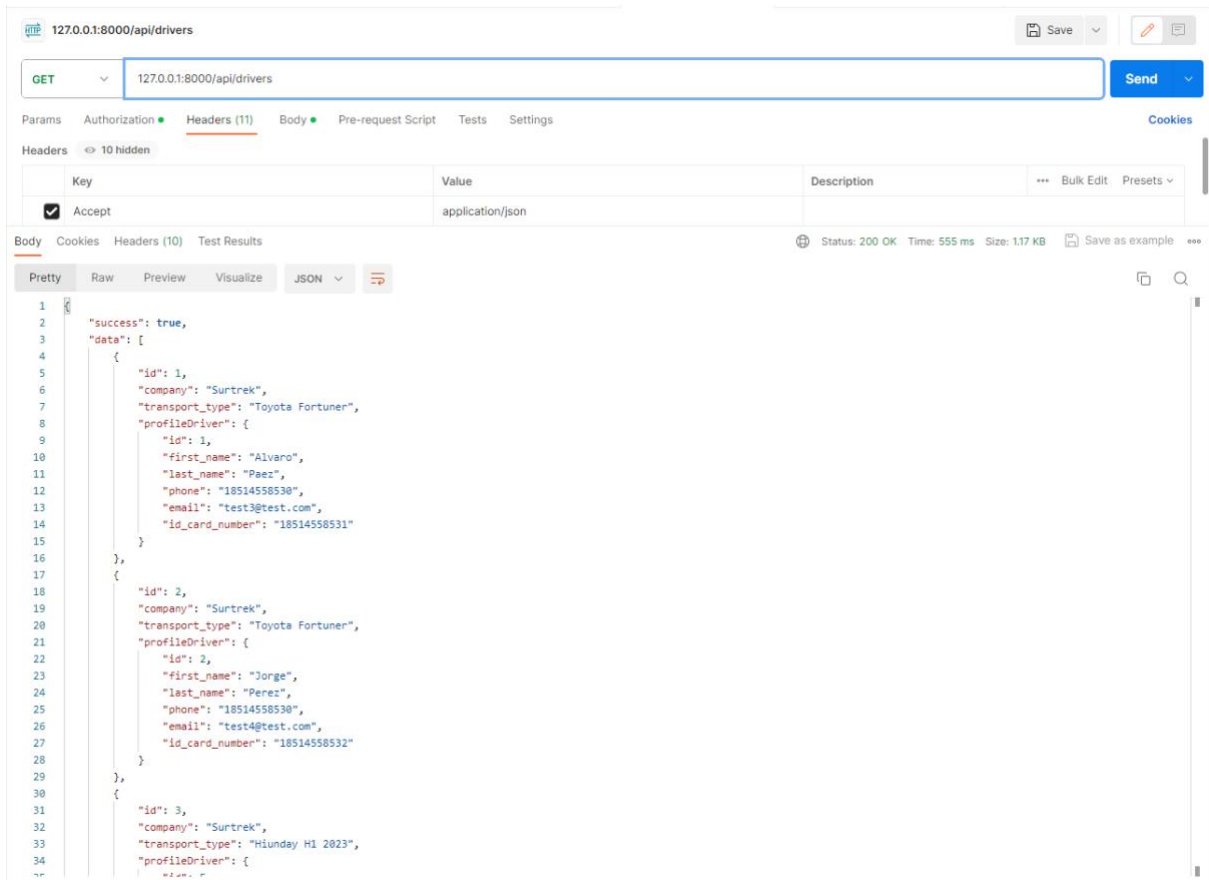 HTTP 127.0.0.1:8000/api/drivers Save
GET 127.0.0.1:8000/api/drivers Send
Params Authorization Headers (11) Body Pre-request Script Tests Settings Cookies
Headers 10 hidden
Key Value Description ••• Bulk Edit Presets
Accept application/json
Body Cookies Headers (10) Test Results Status: 200 OK Time: 555 ms Size: 1.17 KB Save as example
Pretty Raw Preview Visualize JSON
1 {
2 "success": true,
3 "data": [
4 {
5 "id": 1,
6 "company": "Surtrek",
7 "transport_type": "Toyota Fortuner",
8 "profileDriver": {
9 "id": 1,
10 "first_name": "Alvaro",
11 "last_name": "Paez",
12 "phone": "18514558530",
13 "email": "test3@test.com",
14 "id_card_number": "18514558531"
15 }
16 },
17 {
18 "id": 2,
19 "company": "Surtrek",
20 "transport_type": "Toyota Fortuner",
21 "profileDriver": {
22 "id": 2,
23 "first_name": "Jorge",
24 "last_name": "Perez",
25 "phone": "18514558530",
26 "email": "test4@test.com",
27 "id_card_number": "18514558532"
28 }
29 },
30 {
31 "id": 3,
32 "company": "Surtrek",
33 "transport_type": "Hiunday H1 2023",
34 "profileDriver": {